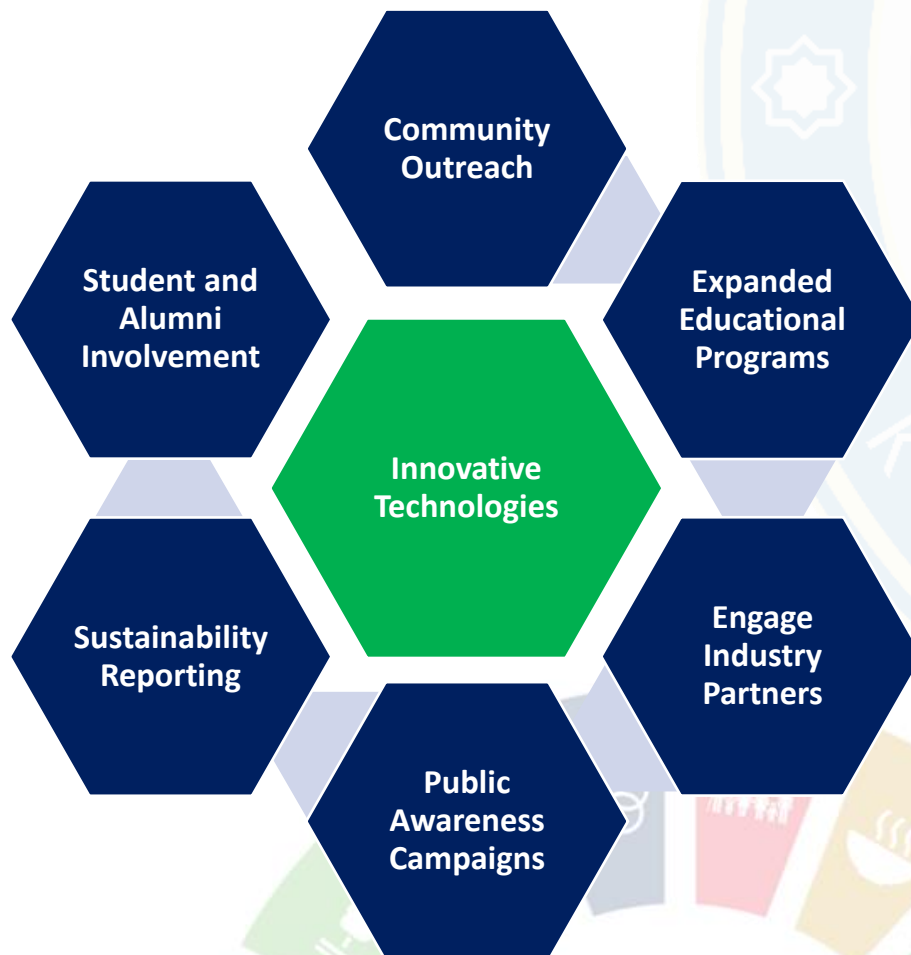 Community
Outreach
Expanded
Educational
Programs
Engage
Industry
Partners
Public
Awareness
Campaigns
Sustainability
Reporting
Student and
Alumni
Involvement
Innovative
Technologies
K